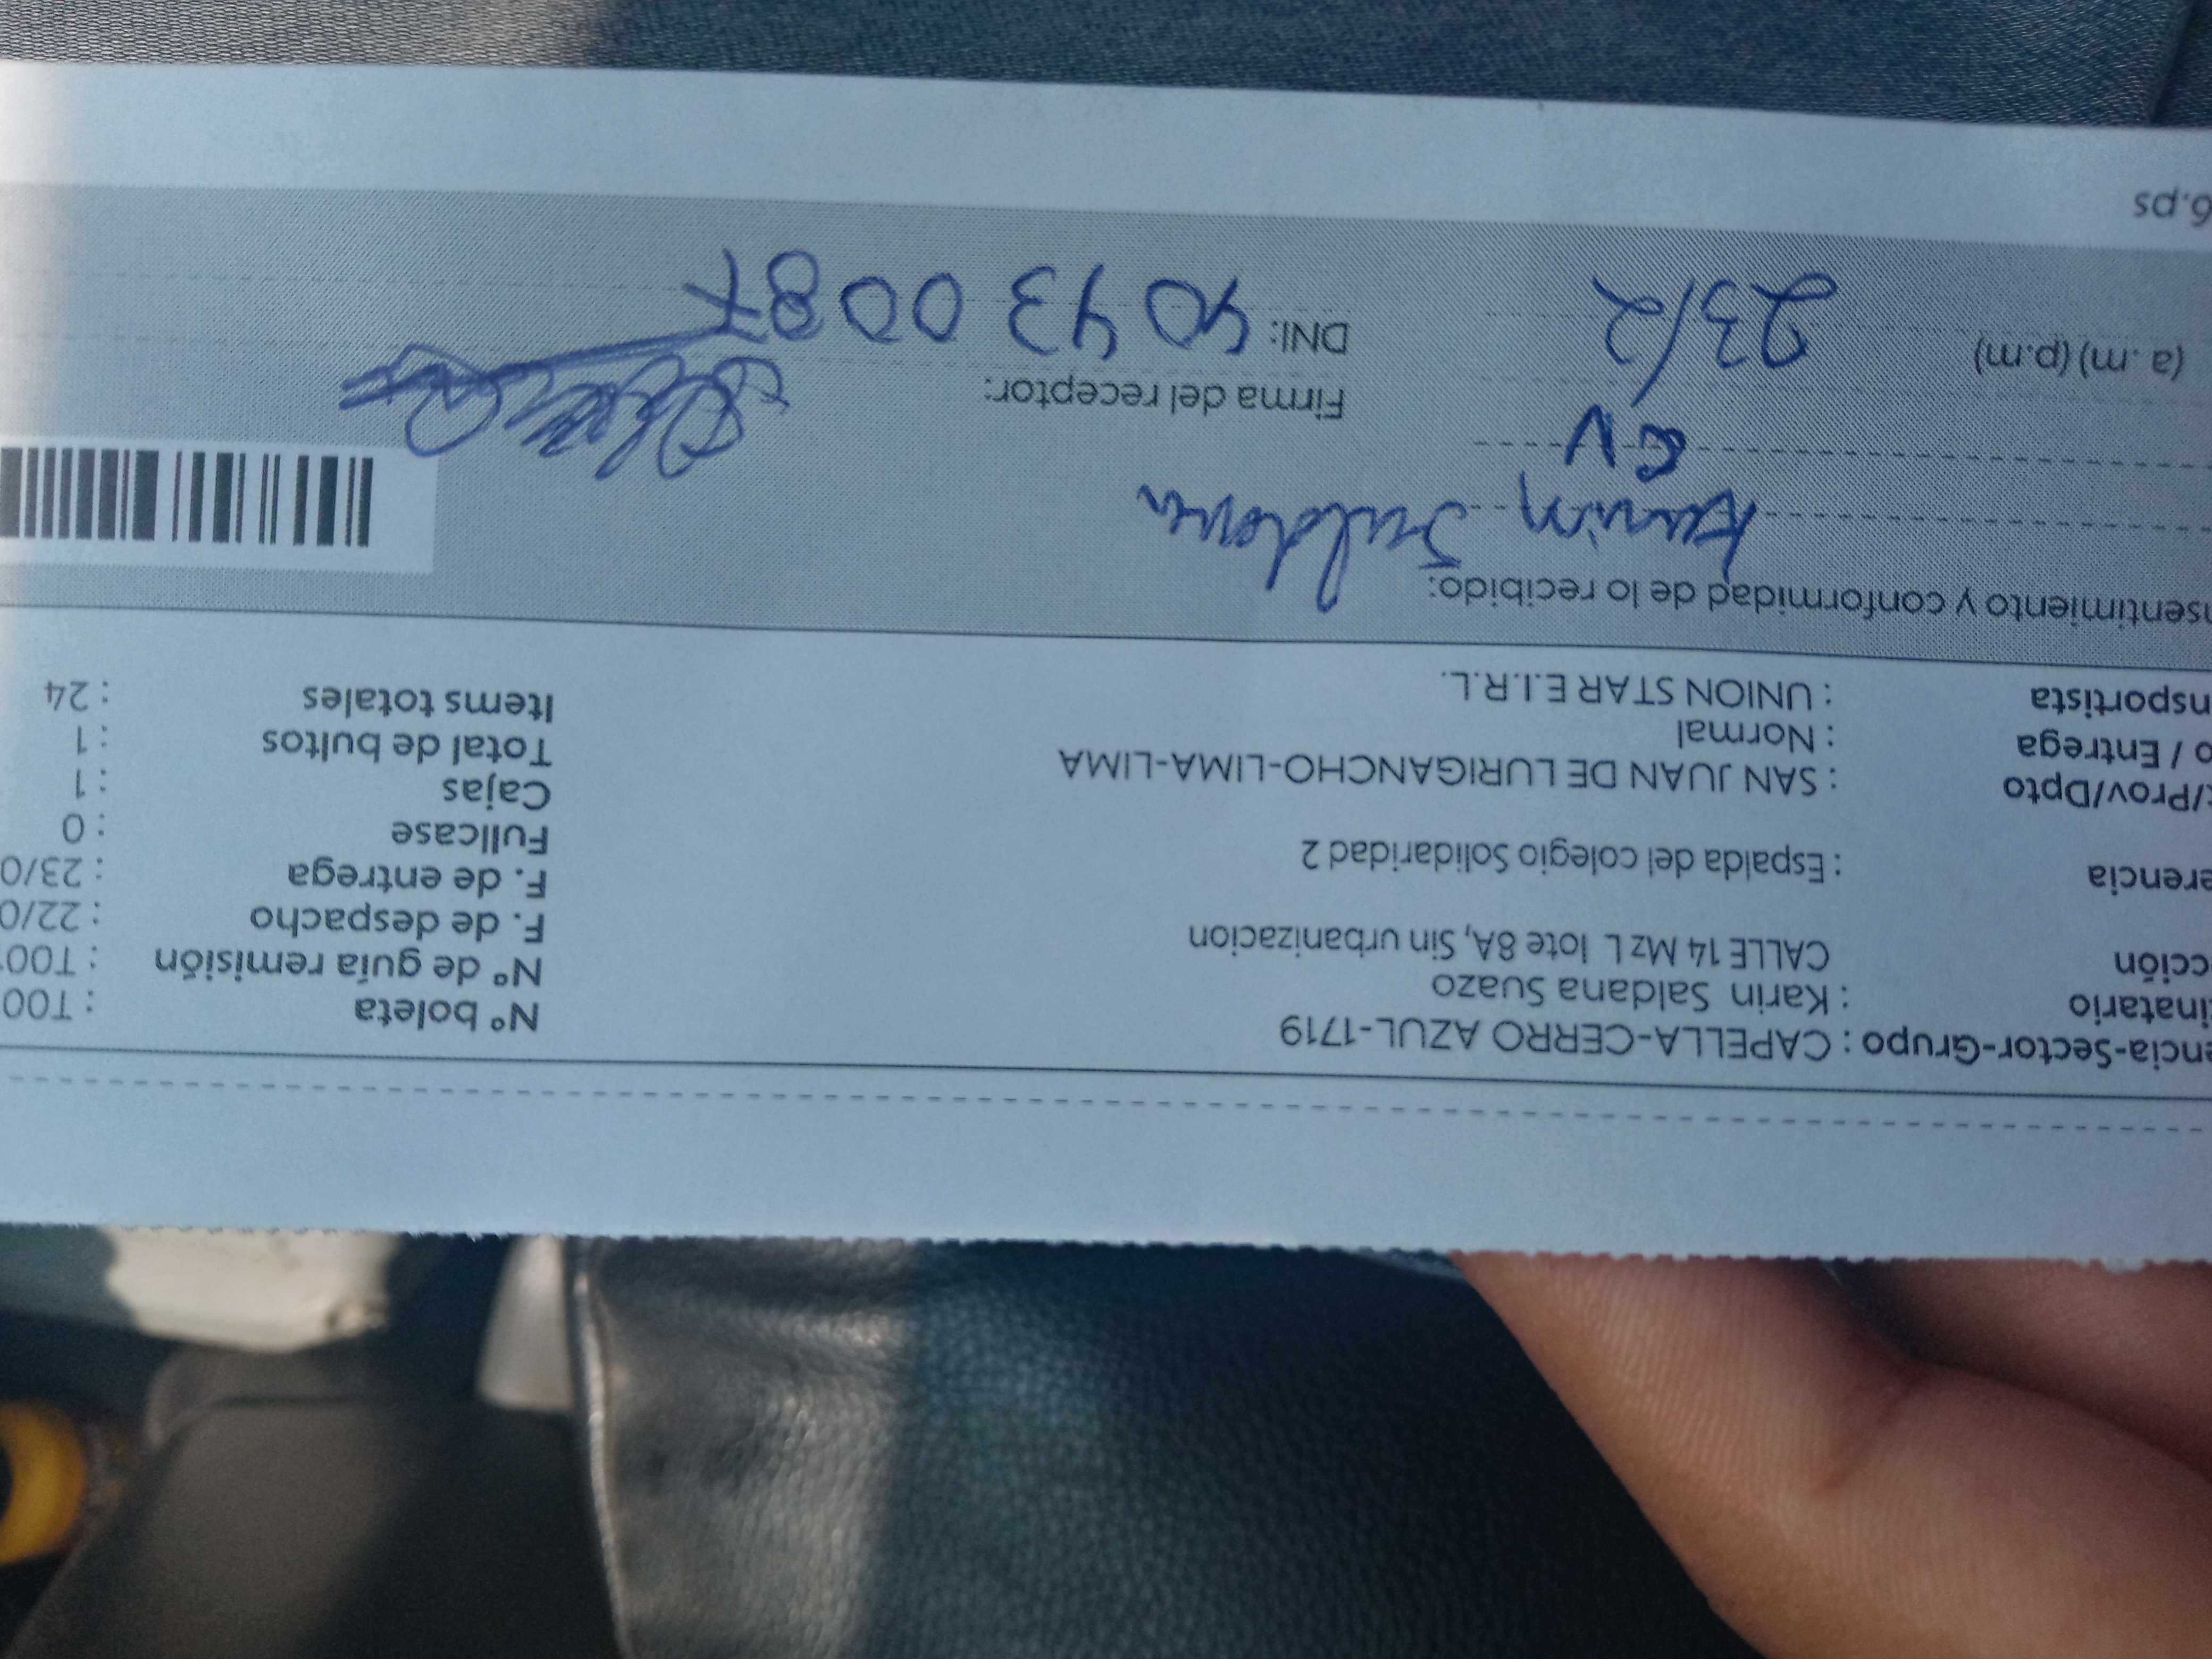 encia-Sector-Grupo : CAPELLA-CERRO AZUL-1719
inatario : Karin Saldana Suazo
cción CALLE 14 Mz L lote 8A, Sin urbanizacion
erencia : Espalda del colegio Solidaridad 2
/Prov/Dpto : SAN JUAN DE LURIGANCHO-LIMA-LIMA
o / Entrega : Normal
nsportista : UNION STAR E.I.R.L.
N° boleta : T00
N° de guía remisión : T00
F. de despacho : 22/0
F. de entrega : 23/0
Fullcase : 0
Cajas : 1
Total de bultos : 1
Items totales : 24
nsentimiento y conformidad de lo recibido:
Karin Saldana
Firma del receptor:
(a .m) (p.m) 23/2 DNI: 40430087
6.ps